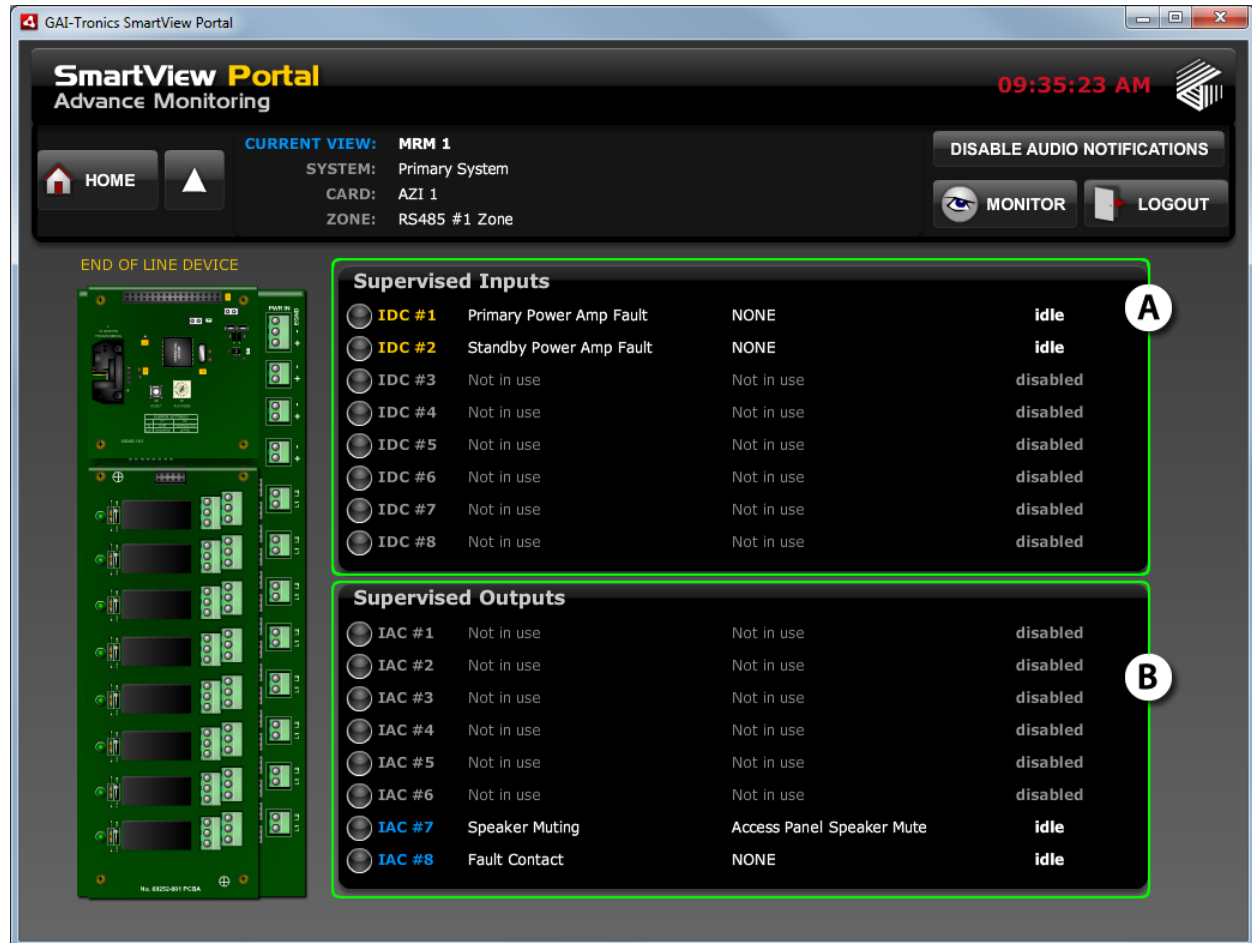 GAI-Tronics SmartView Portal
SmartView Portal
Advance Monitoring
09:35:23 AM
HOME
CURRENT VIEW: MRM 1
SYSTEM: Primary System
CARD: AZI 1
ZONE: RS485 #1 Zone
DISABLE AUDIO NOTIFICATIONS
MONITOR
LOGOUT
END OF LINE DEVICE
PWR IN
EGND
No. 69252-001 PCBA
Supervised Inputs
A
IDC #1 Primary Power Amp Fault NONE idle
IDC #2 Standby Power Amp Fault NONE idle
IDC #3 Not in use Not in use disabled
IDC #4 Not in use Not in use disabled
IDC #5 Not in use Not in use disabled
IDC #6 Not in use Not in use disabled
IDC #7 Not in use Not in use disabled
IDC #8 Not in use Not in use disabled
Supervised Outputs
B
IAC #1 Not in use Not in use disabled
IAC #2 Not in use Not in use disabled
IAC #3 Not in use Not in use disabled
IAC #4 Not in use Not in use disabled
IAC #5 Not in use Not in use disabled
IAC #6 Not in use Not in use disabled
IAC #7 Speaker Muting Access Panel Speaker Mute idle
IAC #8 Fault Contact NONE idle